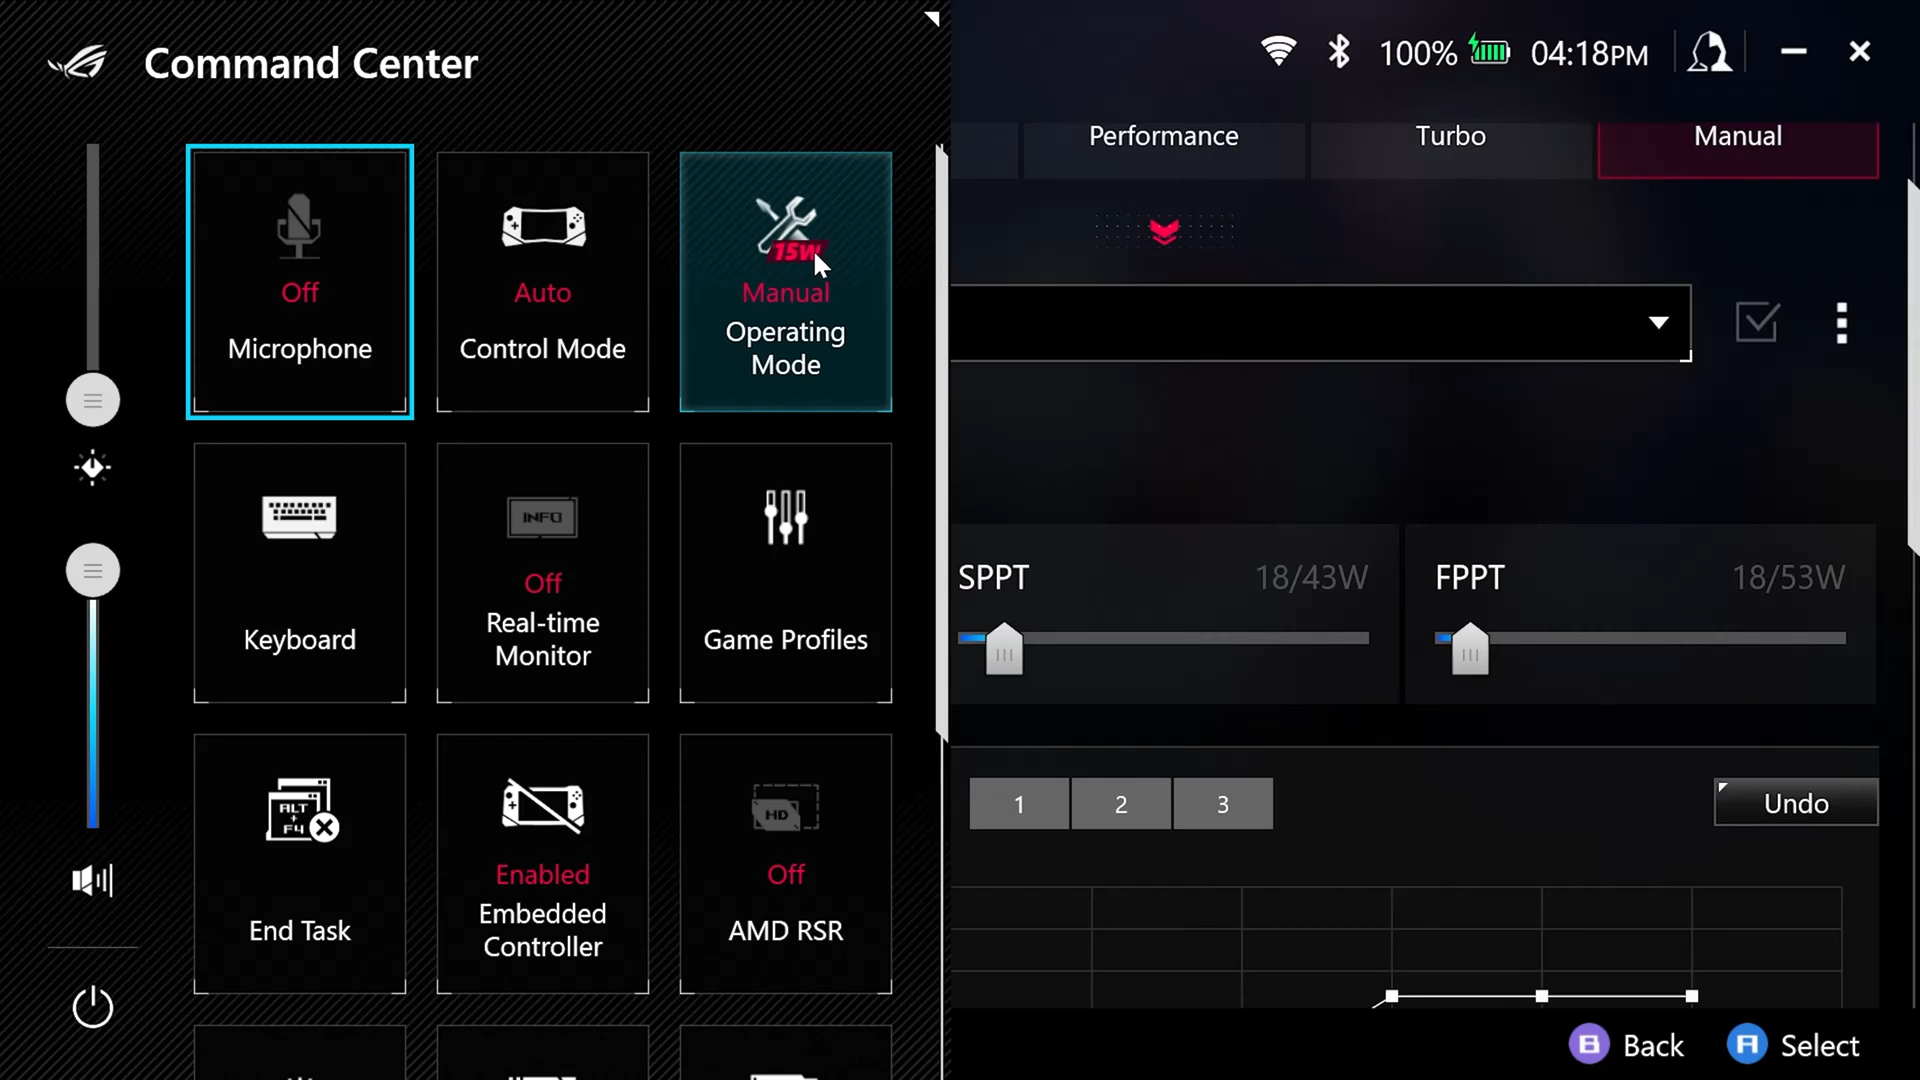 Command Center
100%
04:18PM
Performance
Turbo
Manual
Off
Microphone
Auto
Control Mode
15W
Manual
Operating
Mode
Keyboard
INFO
Off
Real-time
Monitor
Game Profiles
SPPT
18/43W
FPPT
18/53W
ALT
+
F4
End Task
Enabled
Embedded
Controller
HD
Off
AMD RSR
1
2
3
Undo
B
Back
A
Select